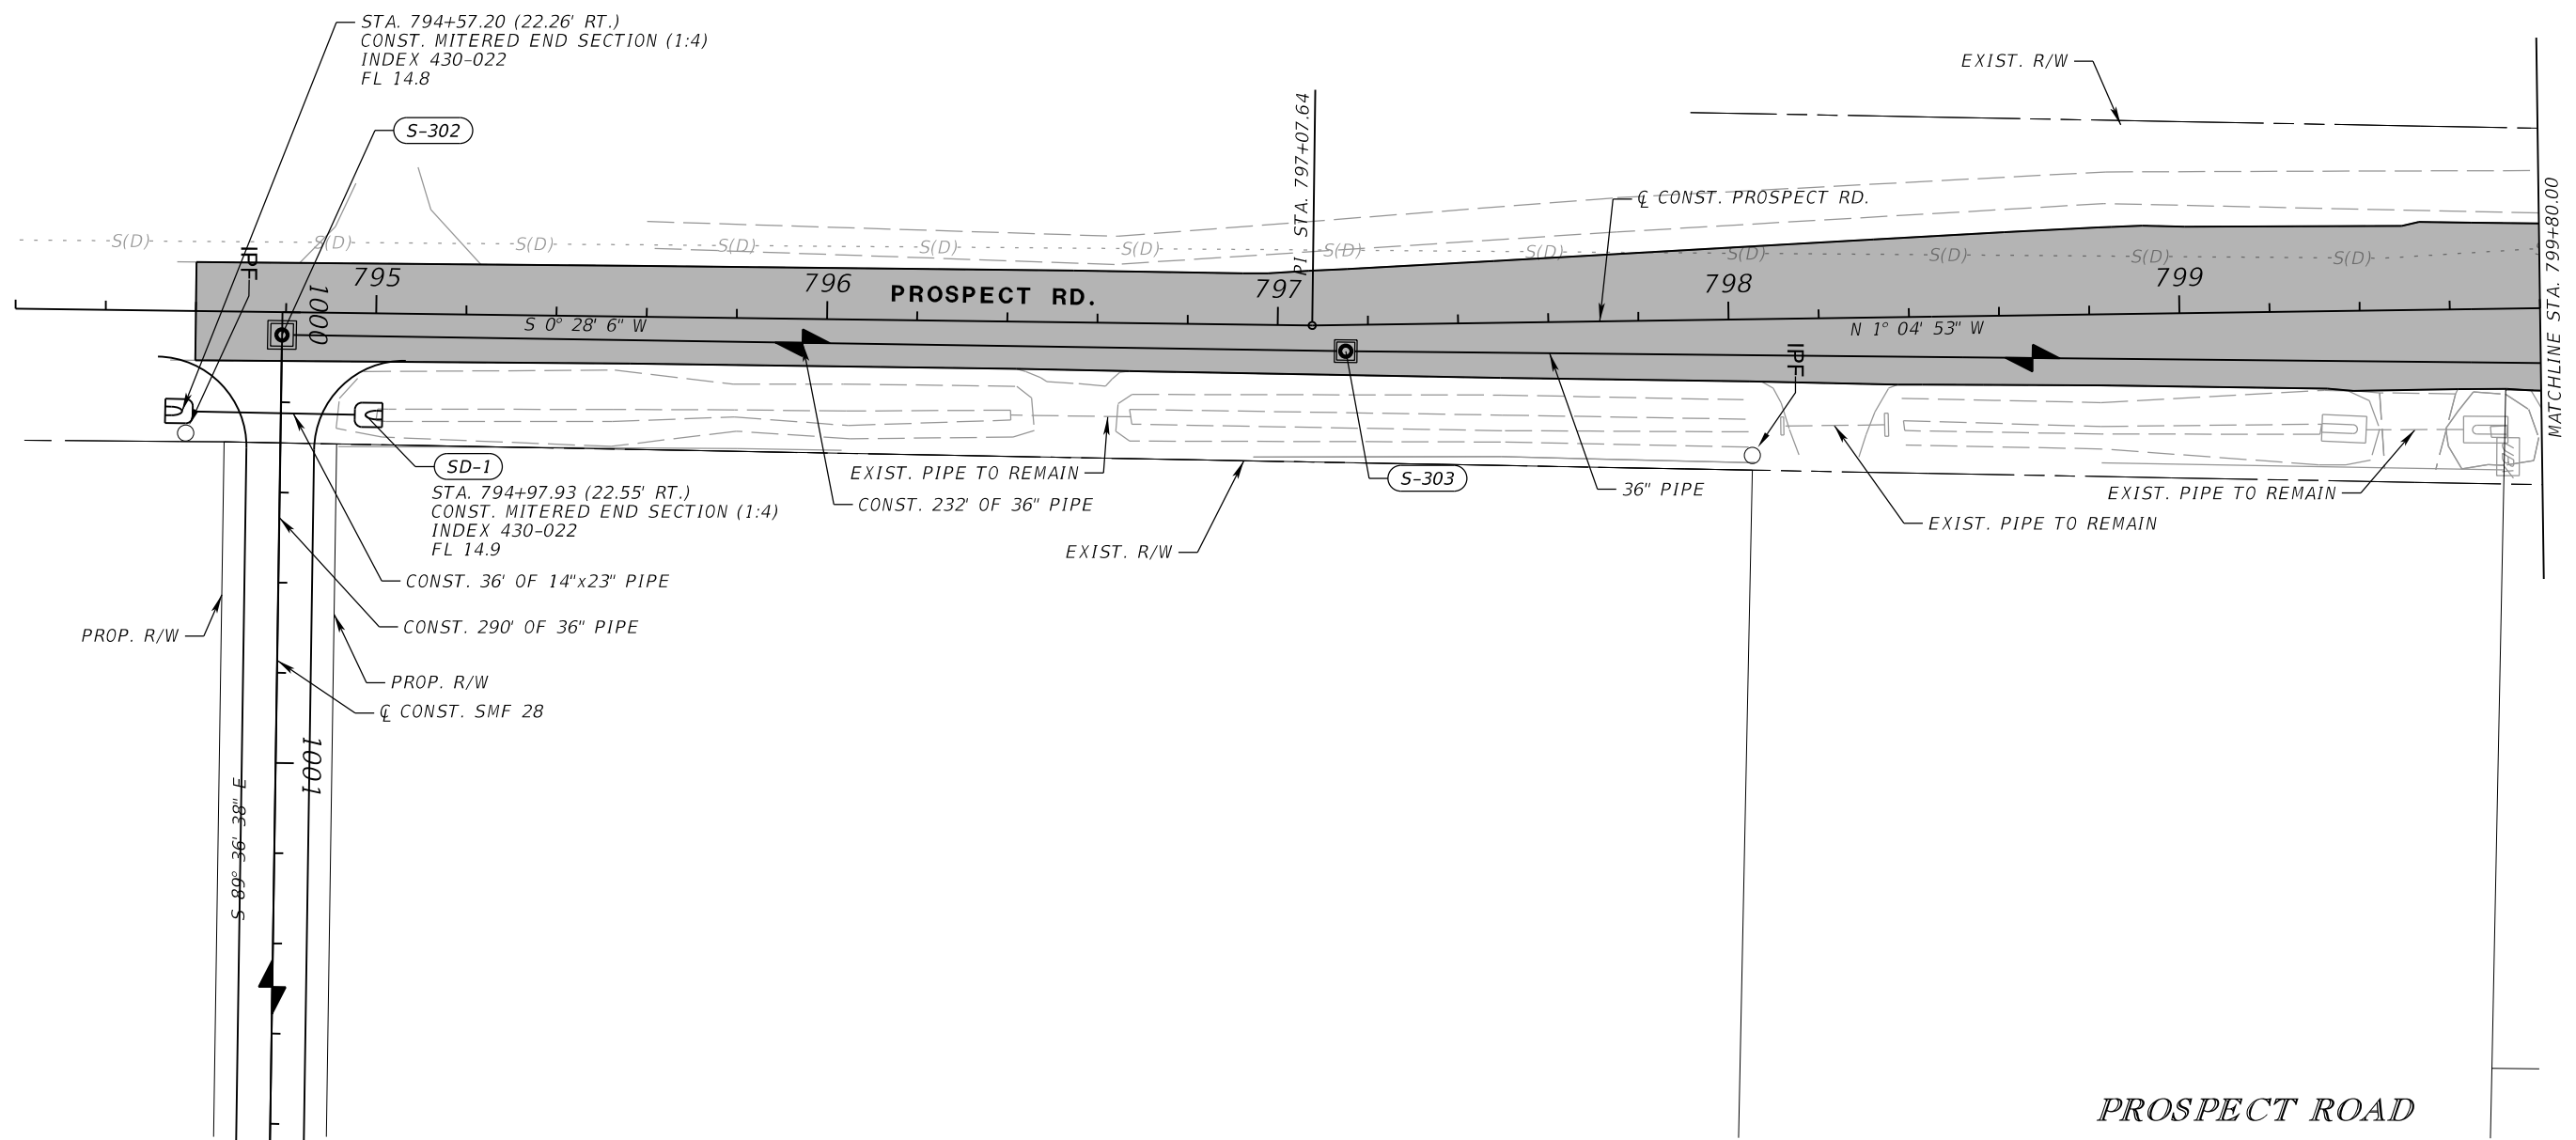 STA. 794+57.20 (22.26' RT.)
CONST. MITERED END SECTION (1:4)
INDEX 430-022
FL 14.8
S-302
EXIST. R/W
PI STA. 797+07.64
℄ CONST. PROSPECT RD.
MATCHLINE STA. 799+80.00
S(D) S(D) S(D) S(D) S(D) S(D) S(D) S(D) S(D) S(D) S(D) S(D)
IPF
795 796 797 798 799
PROSPECT RD.
1000
S 0° 28' 6" W
N 1° 04' 53" W
IPF
SD-1
STA. 794+97.93 (22.55' RT.)
CONST. MITERED END SECTION (1:4)
INDEX 430-022
FL 14.9
EXIST. PIPE TO REMAIN
CONST. 232' OF 36" PIPE
S-303
36" PIPE
EXIST. PIPE TO REMAIN
EXIST. PIPE TO REMAIN
EXIST. R/W
CONST. 36' OF 14"x23" PIPE
CONST. 290' OF 36" PIPE
PROP. R/W
PROP. R/W
℄ CONST. SMF 28
1001
S 89° 36' 38" E
PROSPECT ROAD